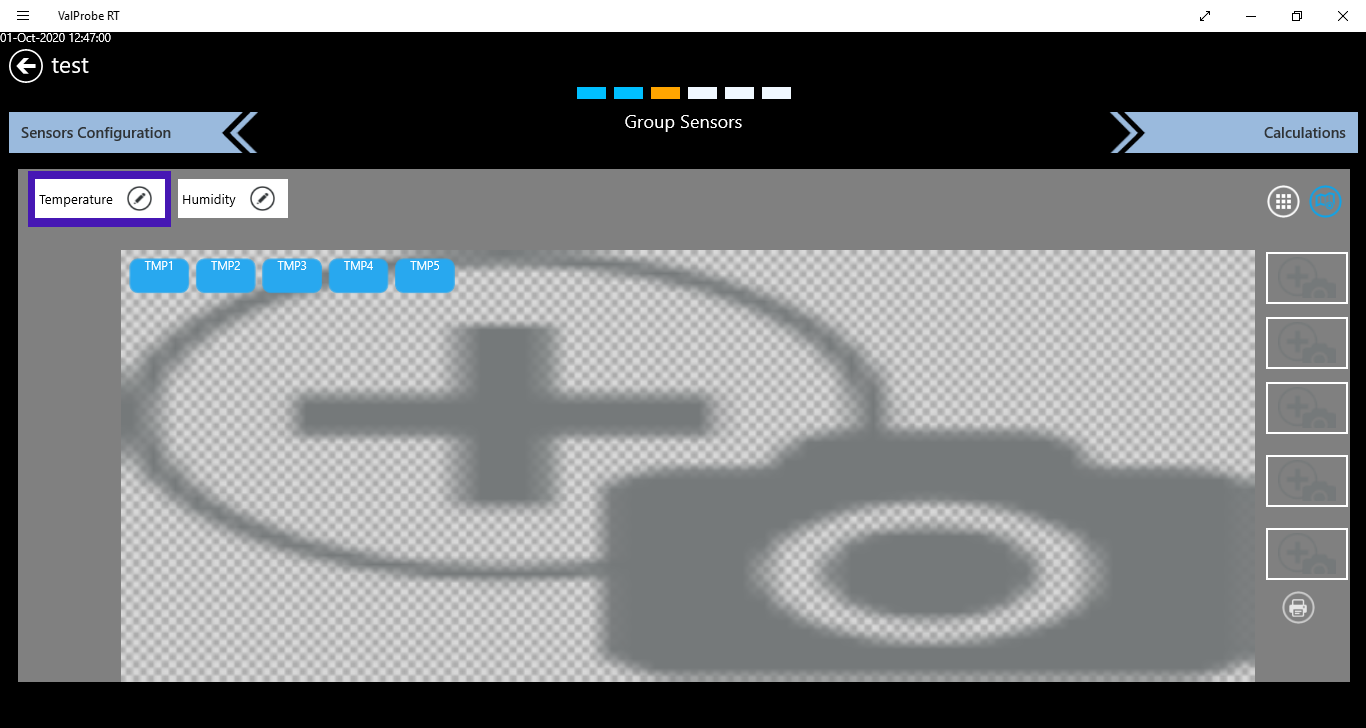 ValProbe RT
01-Oct-2020 12:47:00
test
Group Sensors
Sensors Configuration
Calculations
Temperature
Humidity
TMP1 TMP2 TMP3 TMP4 TMP5